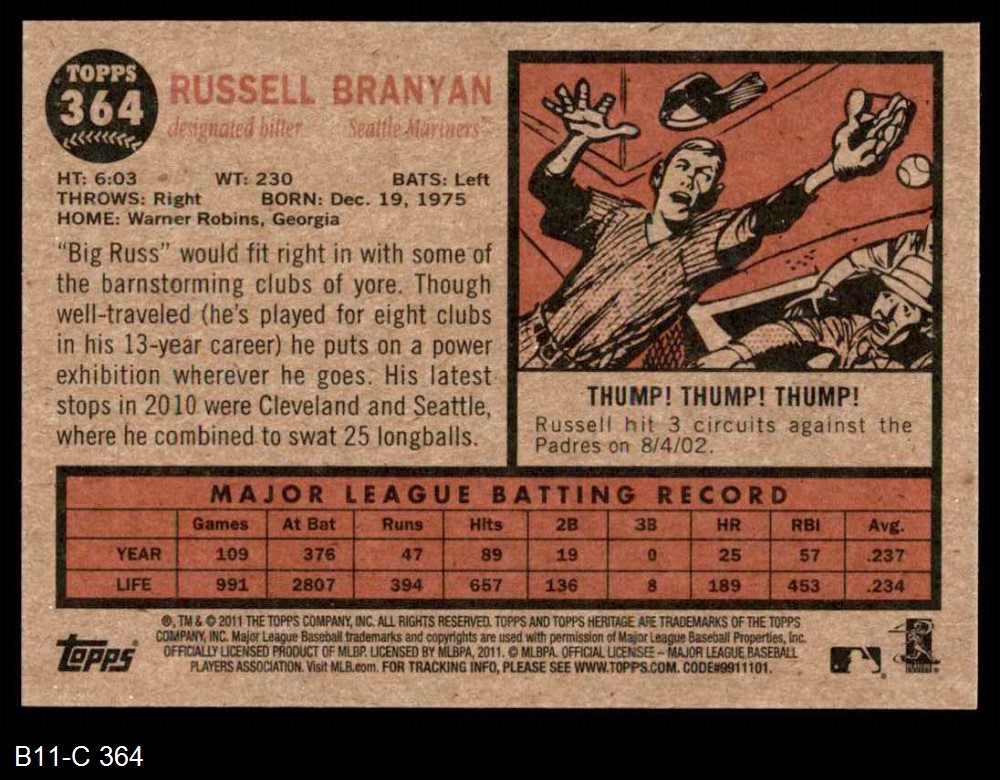 TOPPS
364
RUSSELL BRANYAN
designated hitter Seattle Mariners™
HT: 6:03 WT: 230 BATS: Left
THROWS: Right BORN: Dec. 19, 1975
HOME: Warner Robins, Georgia
“Big Russ” would fit right in with some of
the barnstorming clubs of yore. Though
well-traveled (he's played for eight clubs
in his 13-year career) he puts on a power
exhibition wherever he goes. His latest
stops in 2010 were Cleveland and Seattle,
where he combined to swat 25 longballs.
THUMP! THUMP! THUMP!
Russell hit 3 circuits against the
Padres on 8/4/02.
MAJOR LEAGUE BATTING RECORD
Games At Bat Runs Hits 2B 3B HR RBI Avg.
YEAR 109 376 47 89 19 0 25 57 .237
LIFE 991 2807 394 657 136 8 189 453 .234
®, TM & © 2011 THE TOPPS COMPANY, INC. ALL RIGHTS RESERVED. TOPPS AND TOPPS HERITAGE ARE TRADEMARKS OF THE TOPPS
COMPANY, INC. Major League Baseball trademarks and copyrights are used with permission of Major League Baseball Properties, Inc.
OFFICIALLY LICENSED PRODUCT OF MLBP. LICENSED BY MLBPA, 2011. © MLBPA. OFFICIAL LICENSEE – MAJOR LEAGUE BASEBALL
PLAYERS ASSOCIATION. Visit MLB.com. FOR TRACKING INFO, PLEASE SEE WWW.TOPPS.COM. CODE#9911101.
Topps®
B11-C 364